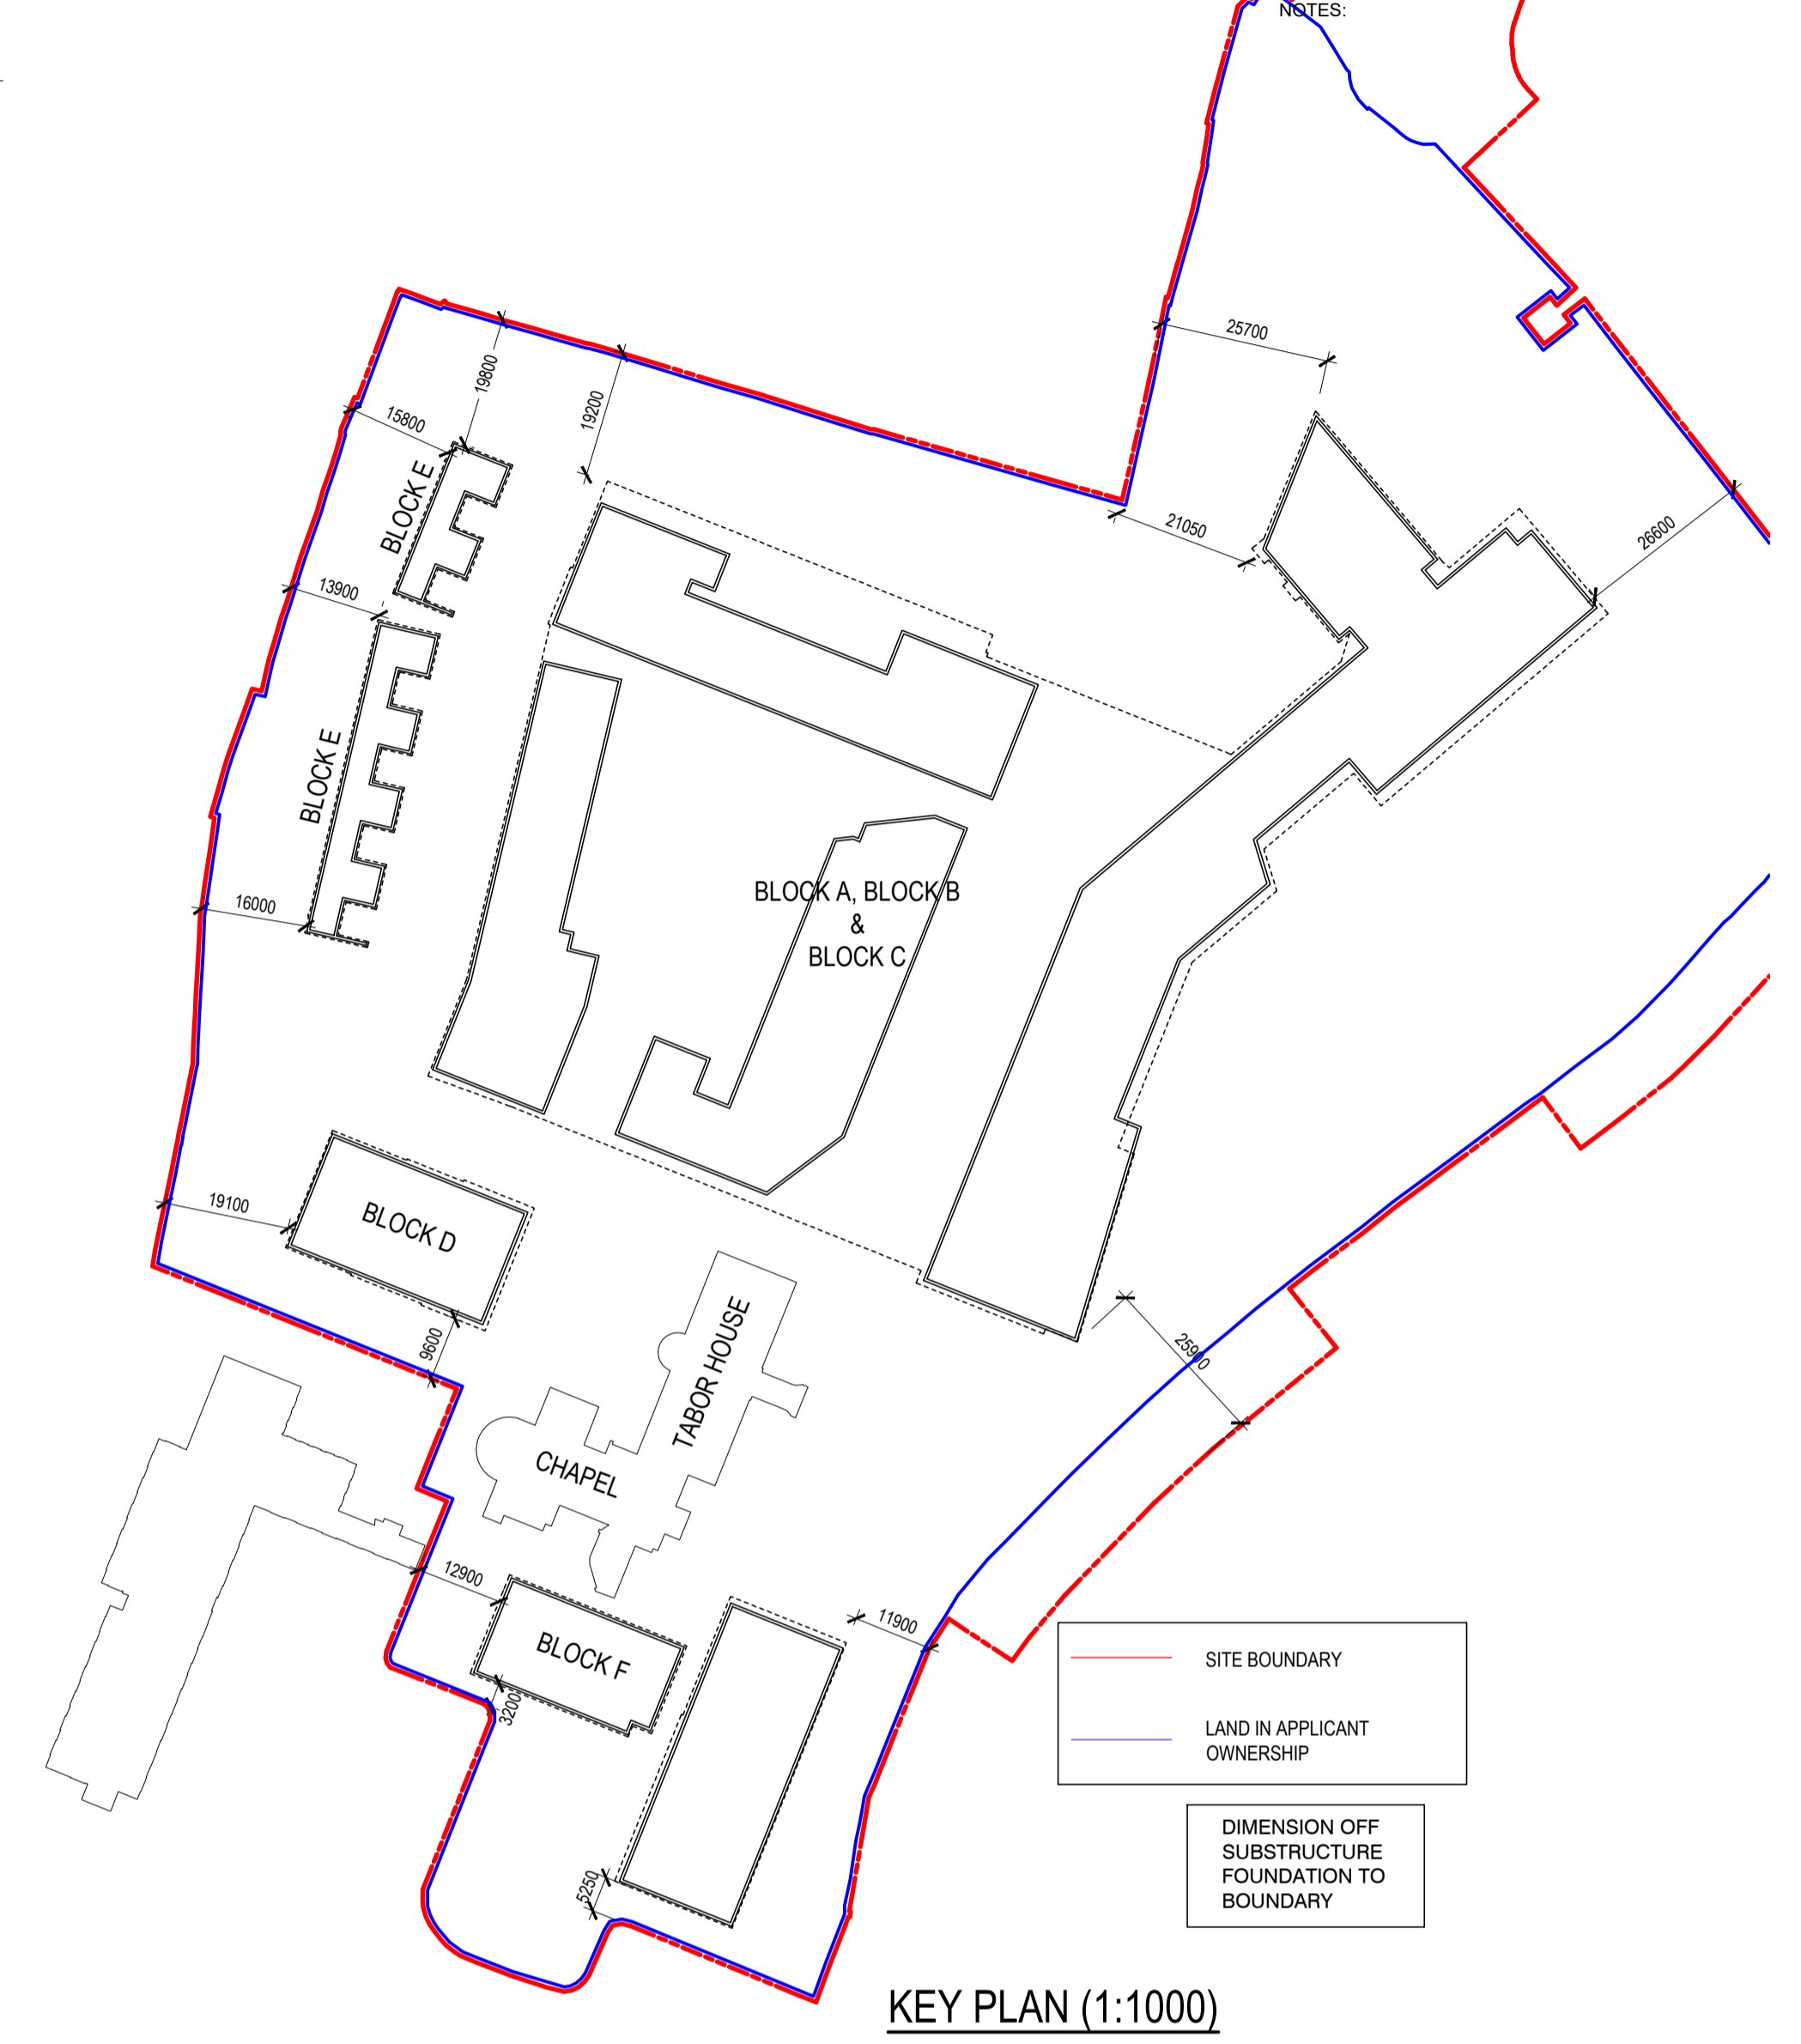 NOTES:
25700
19800
19200
15800
BLOCK E
21050
26600
13900
BLOCK E
BLOCK A, BLOCK B
&
BLOCK C
16000
19100
BLOCK D
9600
TABOR HOUSE
25900
CHAPEL
12900
BLOCK F
3200
11900
5250
SITE BOUNDARY
LAND IN APPLICANT
OWNERSHIP
DIMENSION OFF
SUBSTRUCTURE
FOUNDATION TO
BOUNDARY
KEY PLAN (1:1000)